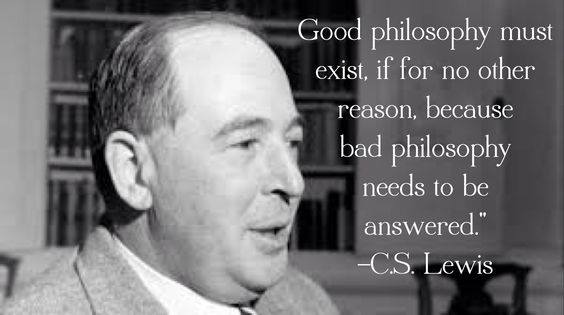 Good philosophy must
exist, if for no other
reason, because
bad philosophy
needs to be
answered."
-C.S. Lewis